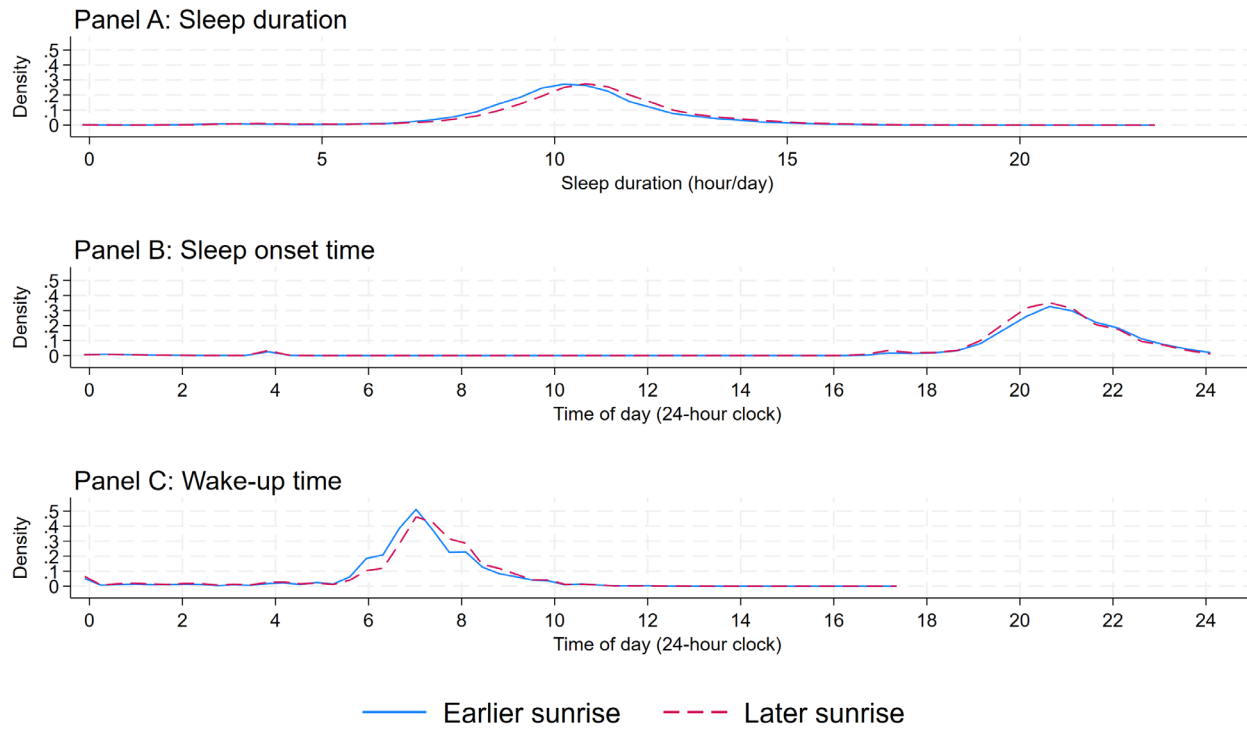 Panel A: Sleep duration
Density
.5
.4
.3
.2
.1
0
0 5 10 15 20
Sleep duration (hour/day)
Panel B: Sleep onset time
Density
.5
.4
.3
.2
.1
0
0 2 4 6 8 10 12 14 16 18 20 22 24
Time of day (24-hour clock)
Panel C: Wake-up time
Density
.5
.4
.3
.2
.1
0
0 2 4 6 8 10 12 14 16 18 20 22 24
Time of day (24-hour clock)
Earlier sunrise Later sunrise